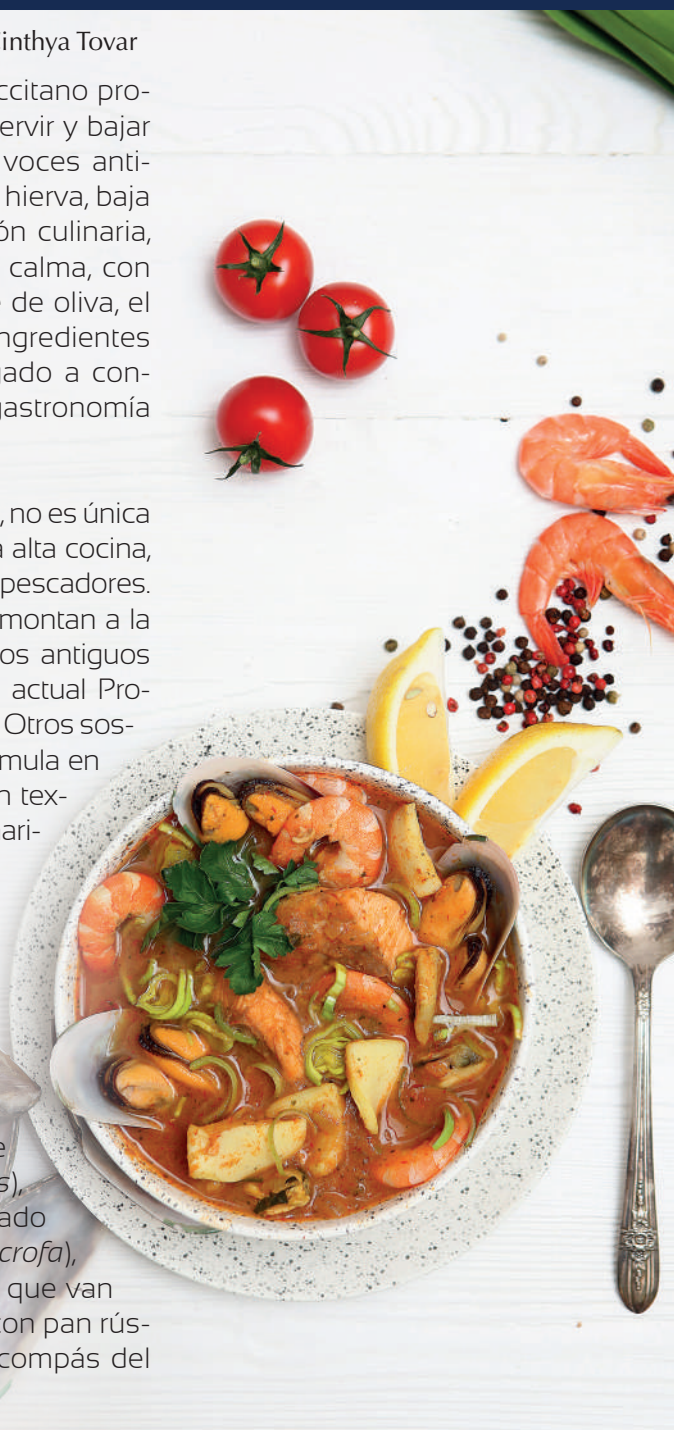 inthya Tovar
ccitano pro-
ervir y bajar
voces anti-
hierva, baja
ón culinaria,
calma, con
de oliva, el
ngredientes
gado a con-
gastronomía
, no es única
a alta cocina,
pescadores.
montan a la
os antiguos
actual Pro-
Otros sos-
mula en
n tex-
ari-
e
s),
ado
crofa),
que van
con pan rús-
compás del